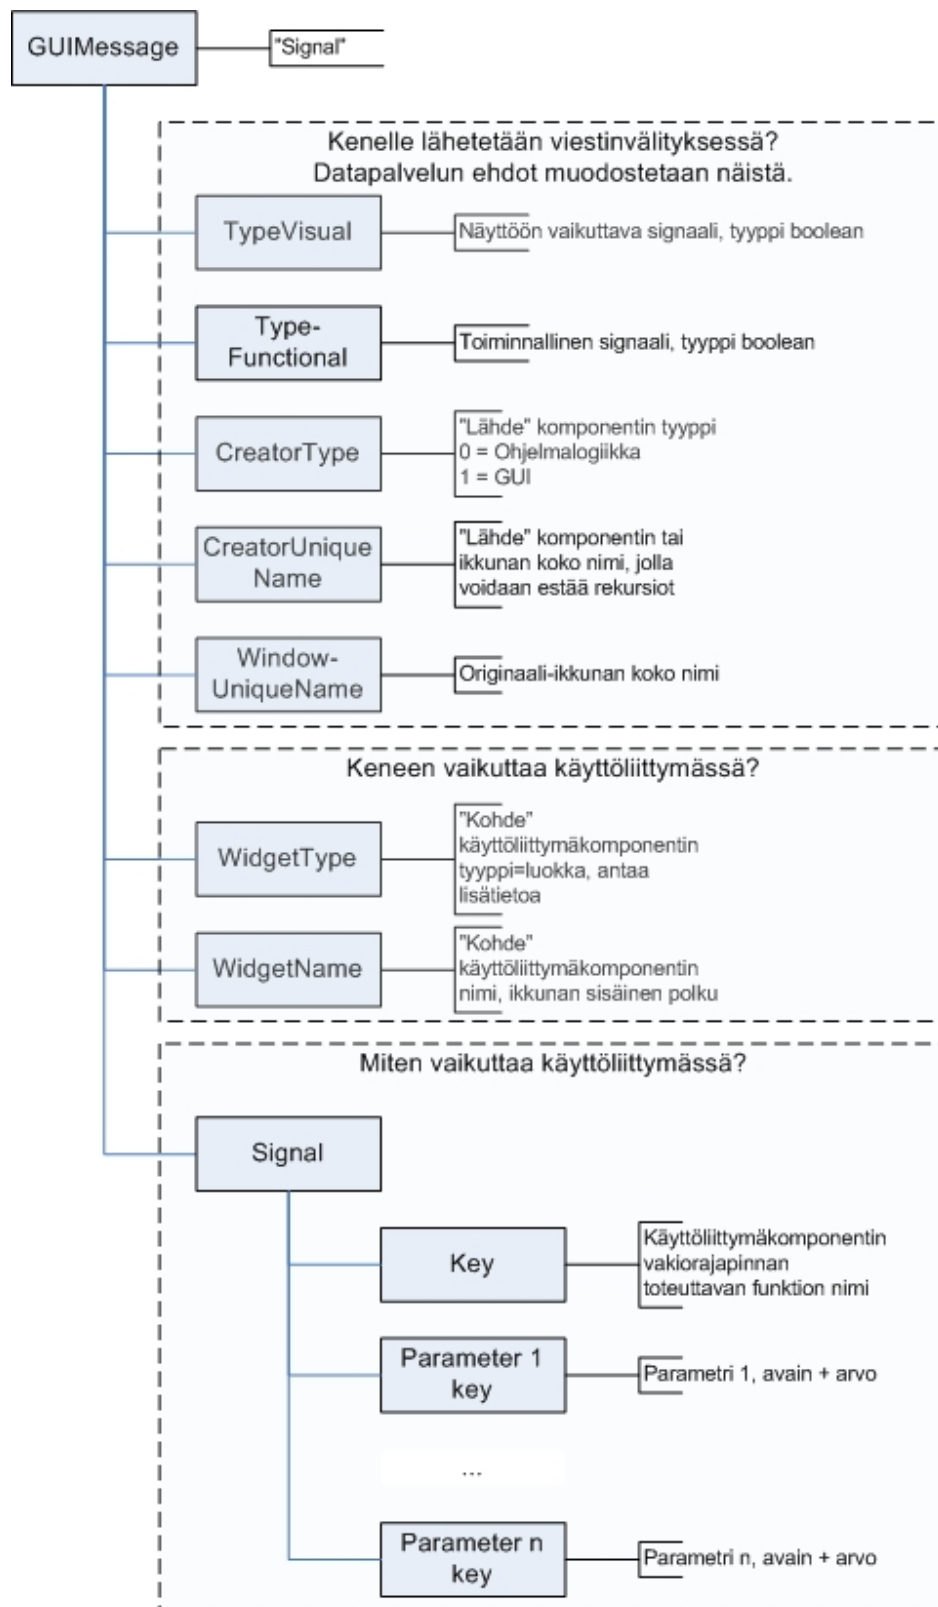 GUIMessage
"Signal"
Kenelle lähetetään viestinvälityksessä?
Datapalvelun ehdot muodostetaan näistä.
TypeVisual
Näyttöön vaikuttava signaali, tyyppi boolean
Type-
Functional
Toiminnallinen signaali, tyyppi boolean
CreatorType
"Lähde" komponentin tyyppi
0 = Ohjelmalogiikka
1 = GUI
CreatorUnique
Name
"Lähde" komponentin tai
ikkunan koko nimi, jolla
voidaan estää rekursiot
Window-
UniqueName
Originaali-ikkunan koko nimi
Keneen vaikuttaa käyttöliittymässä?
WidgetType
"Kohde"
käyttöliittymäkomponentin
tyyppi=luokka, antaa
lisätietoa
WidgetName
"Kohde"
käyttöliittymäkomponentin
nimi, ikkunan sisäinen polku
Miten vaikuttaa käyttöliittymässä?
Signal
Key
Käyttöliittymäkomponentin
vakiorajapinnan
toteuttavan funktion nimi
Parameter 1
key
Parametri 1, avain + arvo
...
Parameter n
key
Parametri n, avain + arvo